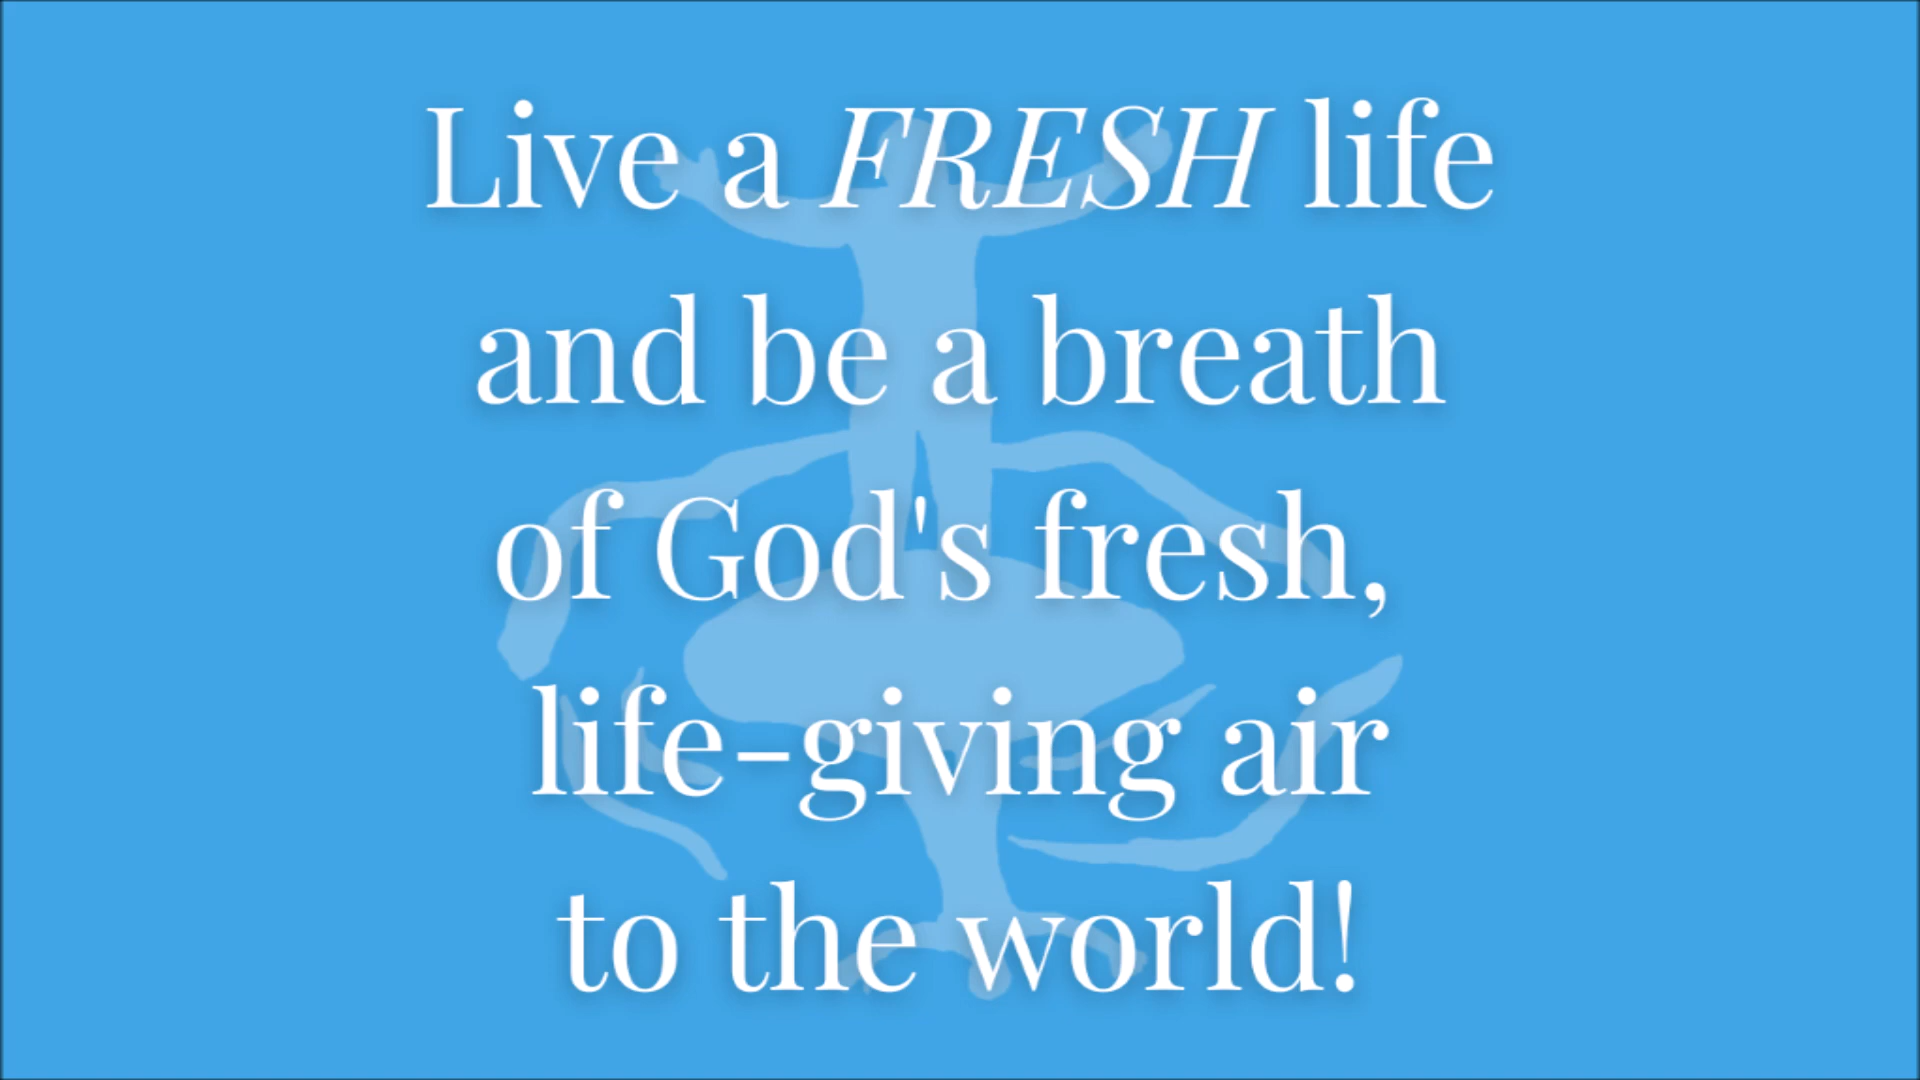 Live a FRESH life
and be a breath
of God's fresh,
life-giving air
to the world!